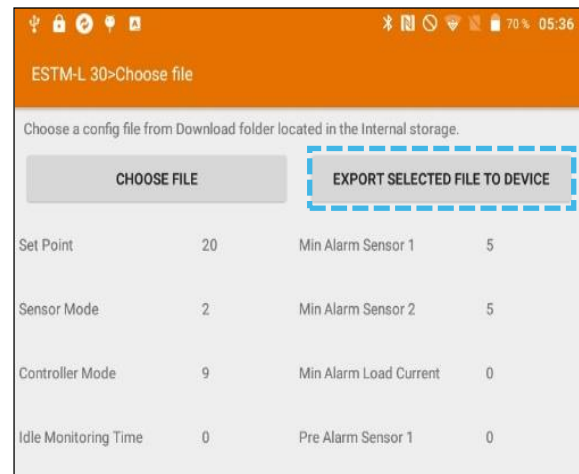 70% 05:36
ESTM-L 30>Choose file
Choose a config file from Download folder located in the Internal storage.
CHOOSE FILE EXPORT SELECTED FILE TO DEVICE
Set Point 20 Min Alarm Sensor 1 5
Sensor Mode 2 Min Alarm Sensor 2 5
Controller Mode 9 Min Alarm Load Current 0
Idle Monitoring Time 0 Pre Alarm Sensor 1 0